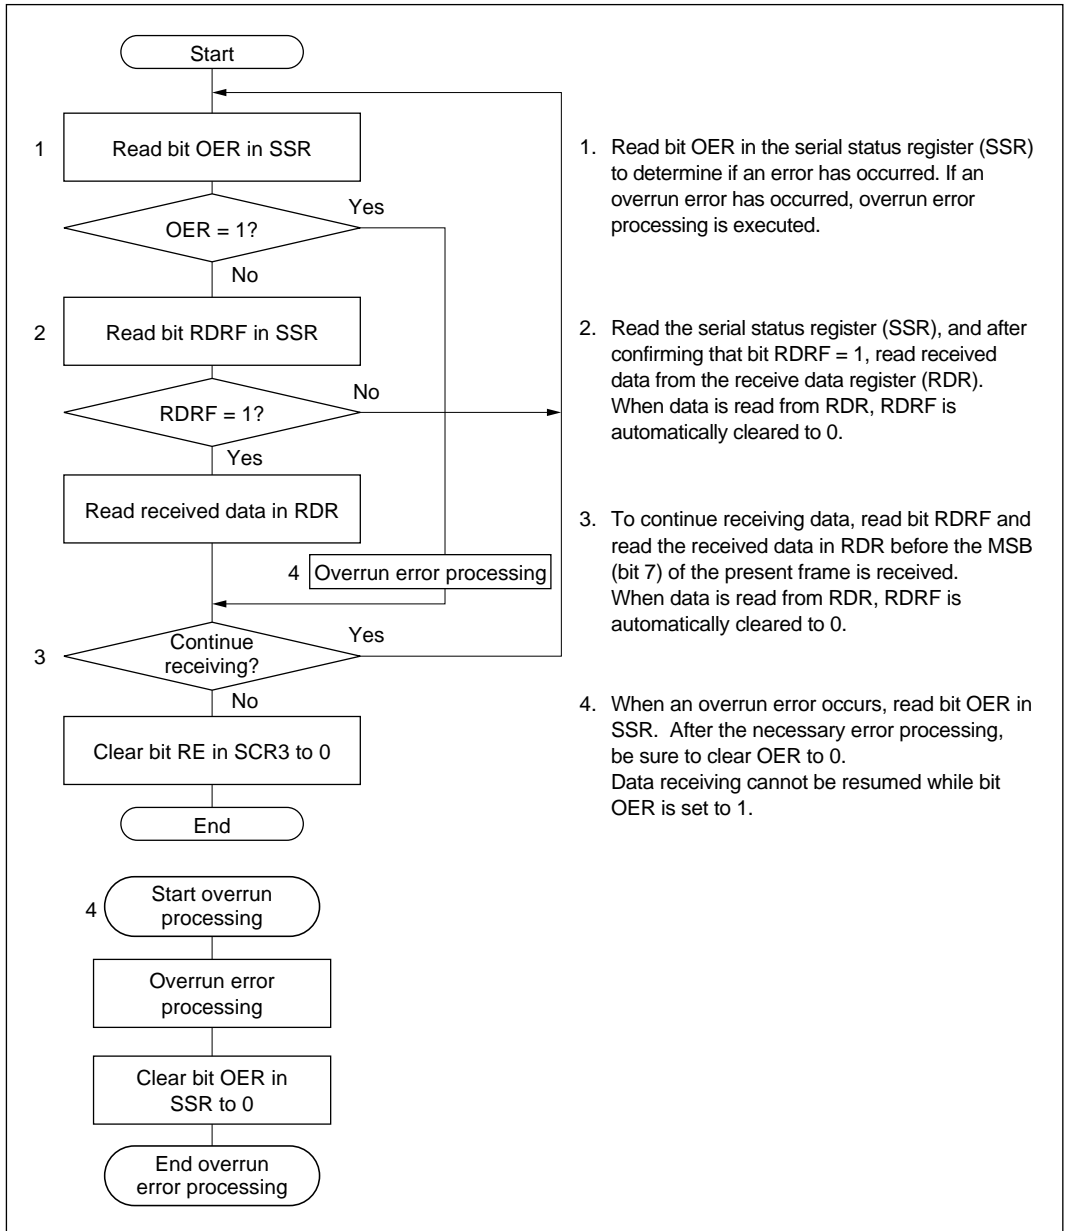 Start
1
Read bit OER in SSR
OER = 1?
Yes
No
2
Read bit RDRF in SSR
RDRF = 1?
No
Yes
Read received data in RDR
4
Overrun error processing
3
Continue
receiving?
Yes
No
Clear bit RE in SCR3 to 0
End
4
Start overrun
processing
Overrun error
processing
Clear bit OER in
SSR to 0
End overrun
error processing
1. Read bit OER in the serial status register (SSR)
to determine if an error has occurred. If an
overrun error has occurred, overrun error
processing is executed.
2. Read the serial status register (SSR), and after
confirming that bit RDRF = 1, read received
data from the receive data register (RDR).
When data is read from RDR, RDRF is
automatically cleared to 0.
3. To continue receiving data, read bit RDRF and
read the received data in RDR before the MSB
(bit 7) of the present frame is received.
When data is read from RDR, RDRF is
automatically cleared to 0.
4. When an overrun error occurs, read bit OER in
SSR. After the necessary error processing,
be sure to clear OER to 0.
Data receiving cannot be resumed while bit
OER is set to 1.